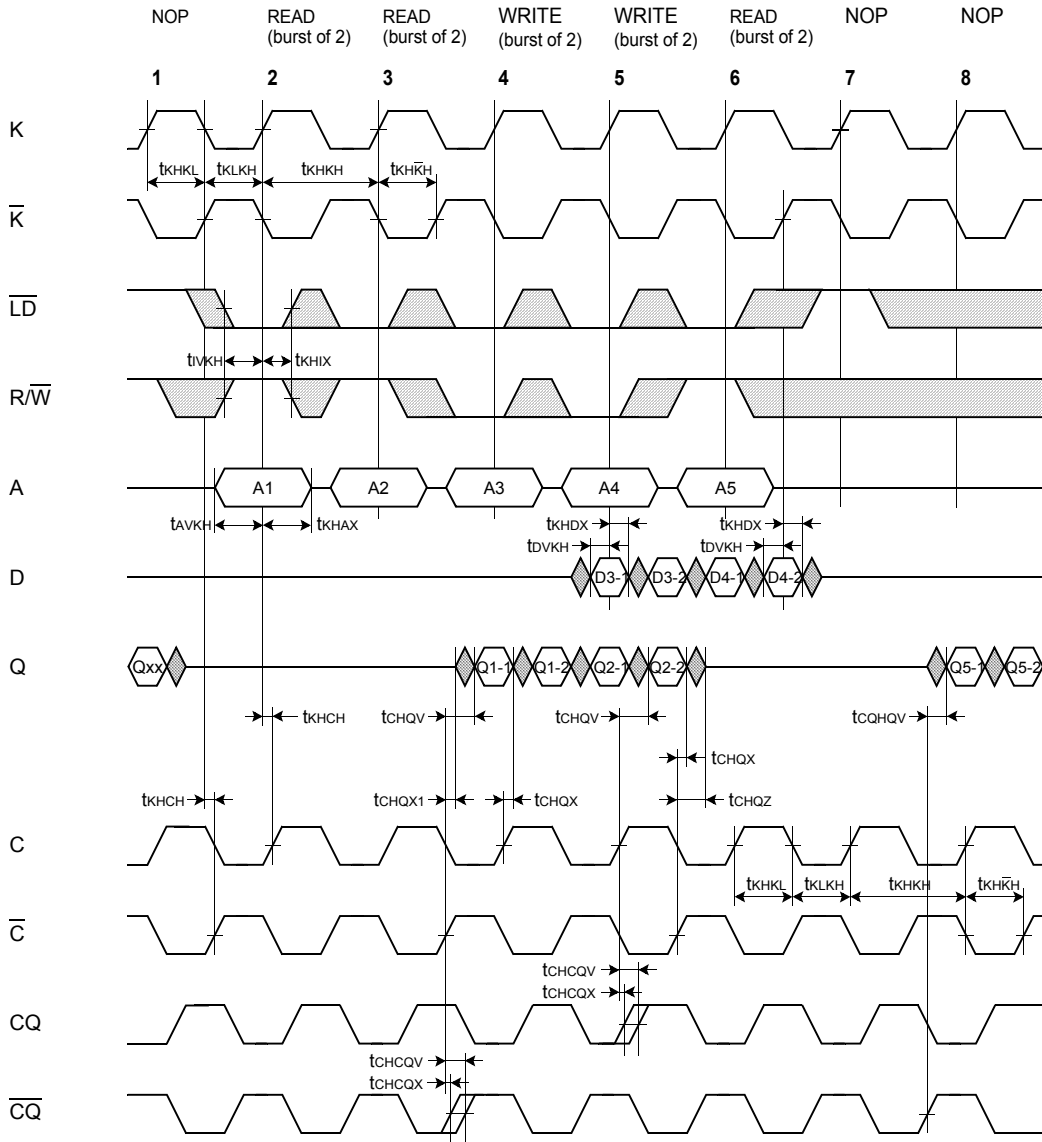 NOP READ READ WRITE WRITE READ NOP NOP
(burst of 2) (burst of 2) (burst of 2) (burst of 2) (burst of 2)
1 2 3 4 5 6 7 8
K
tKHKL tKLKH tKHKH tKHK̅H
K̅
L̅D̅
tIVKH tKHIX
R/W̅
A A1 A2 A3 A4 A5
tAVKH tKHAX tKHDX tKHDX
tDVKH tDVKH
D D3-1 D3-2 D4-1 D4-2
Q Qxx Q1-1 Q1-2 Q2-1 Q2-2 Q5-1 Q5-2
tKHCH tCHQV tCHQV tCQHQV
tCHQX
tKHCH tCHQX1 tCHQX tCHQZ
C
tKHKL tKLKH tKHKH tKHK̅H
C̅
tCHCQV
tCHCQX
CQ
tCHCQV
tCHCQX
C̅Q̅